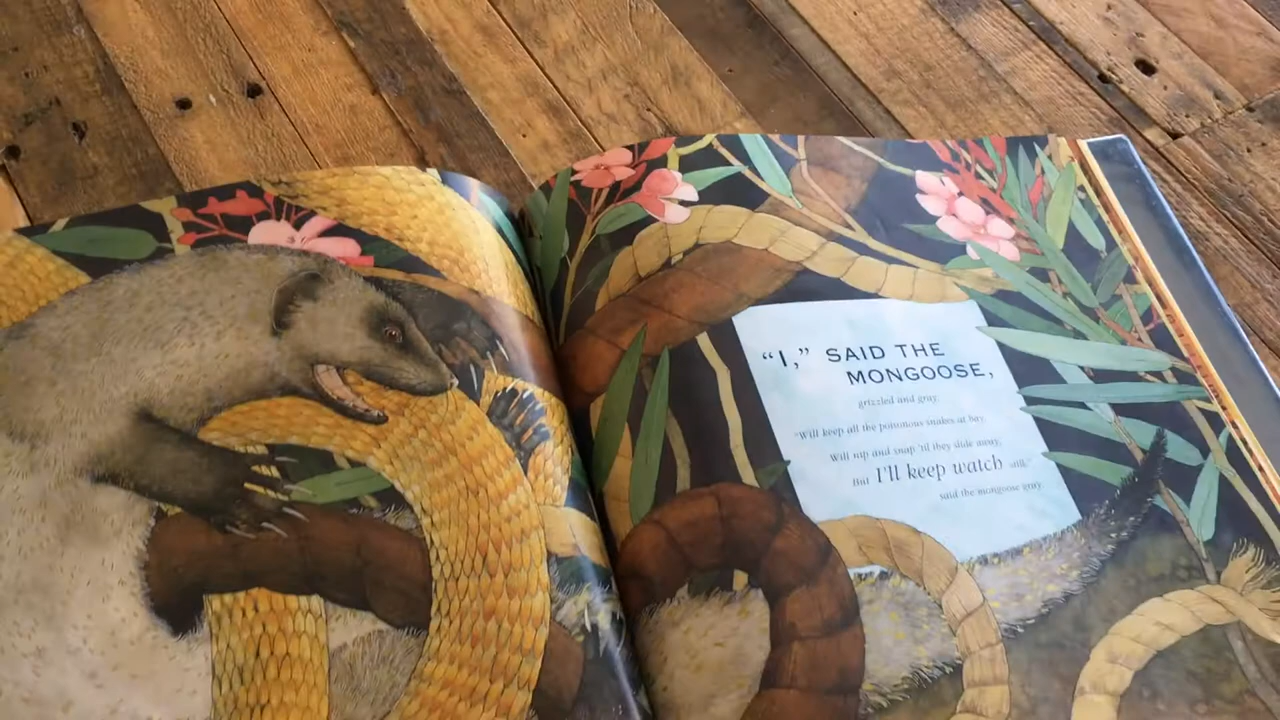 “I,” SAID THE
MONGOOSE,
grizzled and gray.
“Will keep all the poisonous snakes at bay.
Will nip and snap ’til they slide away.
But I’ll keep watch still,”
said the mongoose gray.